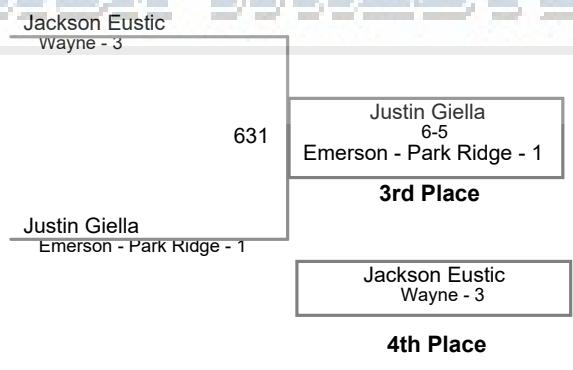 Jackson Eustic
Wayne - 3
631
Justin Giella
6-5
Emerson - Park Ridge - 1
3rd Place
Justin Giella
Emerson - Park Ridge - 1
Jackson Eustic
Wayne - 3
4th Place